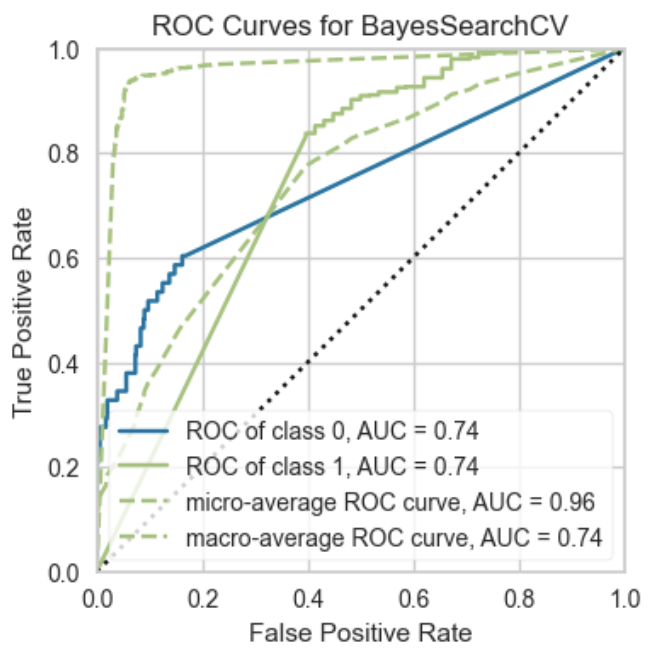 ROC Curves for BayesSearchCV
1.0
0.8
0.6
0.4
0.2
0.0
True Positive Rate
ROC of class 0, AUC = 0.74
ROC of class 1, AUC = 0.74
micro-average ROC curve, AUC = 0.96
macro-average ROC curve, AUC = 0.74
0.0 0.2 0.4 0.6 0.8 1.0
False Positive Rate